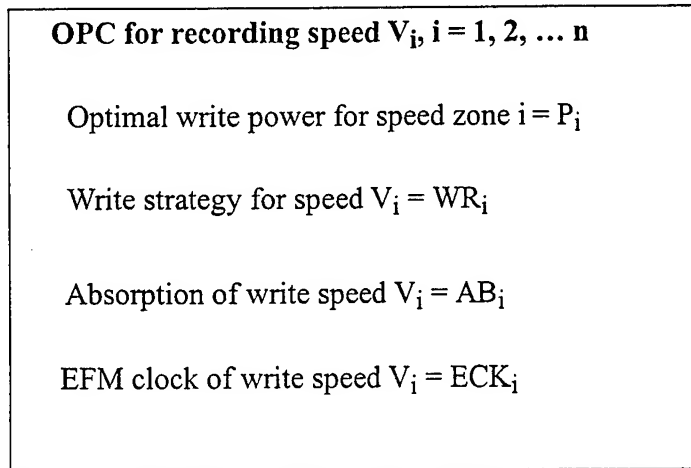 OPC for recording speed Vi, i = 1, 2, ... n
Optimal write power for speed zone i = Pi
Write strategy for speed Vi = WRi
Absorption of write speed Vi = ABi
EFM clock of write speed Vi = ECKi